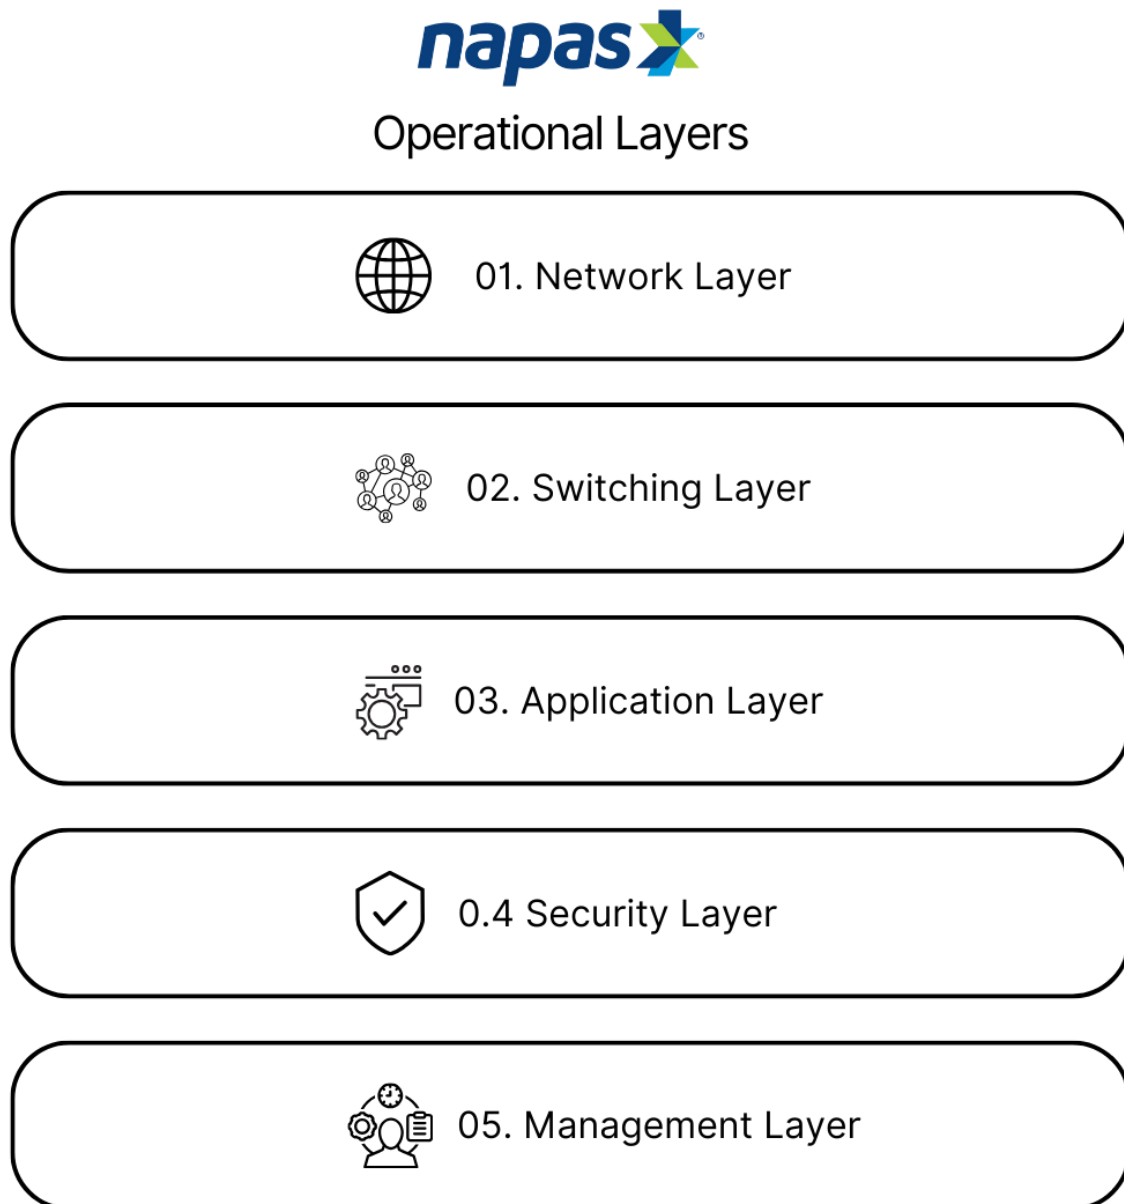 napas
Operational Layers
01. Network Layer
02. Switching Layer
03. Application Layer
0.4 Security Layer
05. Management Layer